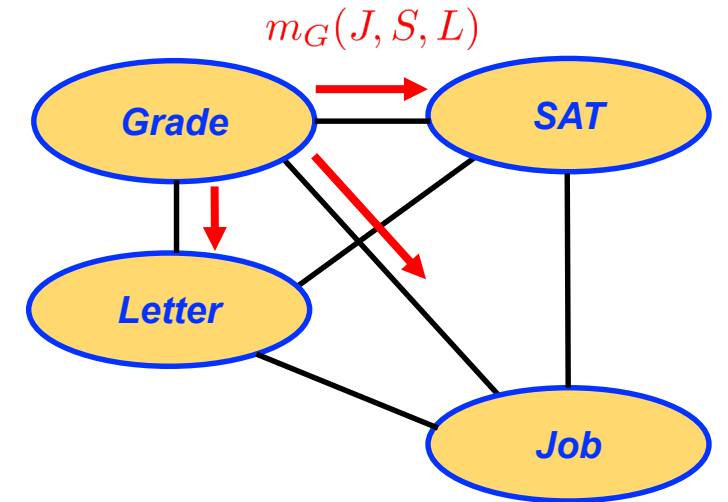 m_G(J, S, L)
Grade
SAT
Letter
Job